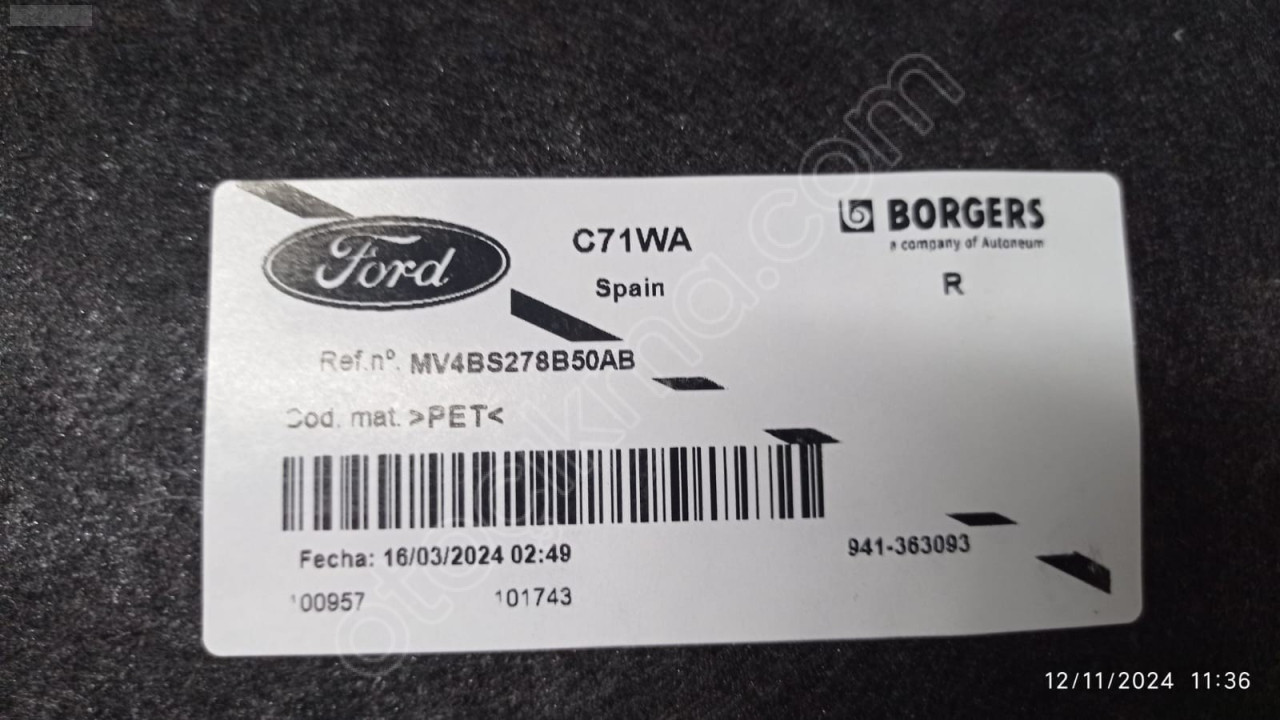 Ford
C71WA
Spain
BORGERS
a company of Autoneum
R
Ref.nº. MV4BS278B50AB
Cod. mat. >PET<
Fecha: 16/03/2024 02:49
941-363093
100957 101743
otocikma.com
12/11/2024 11:36